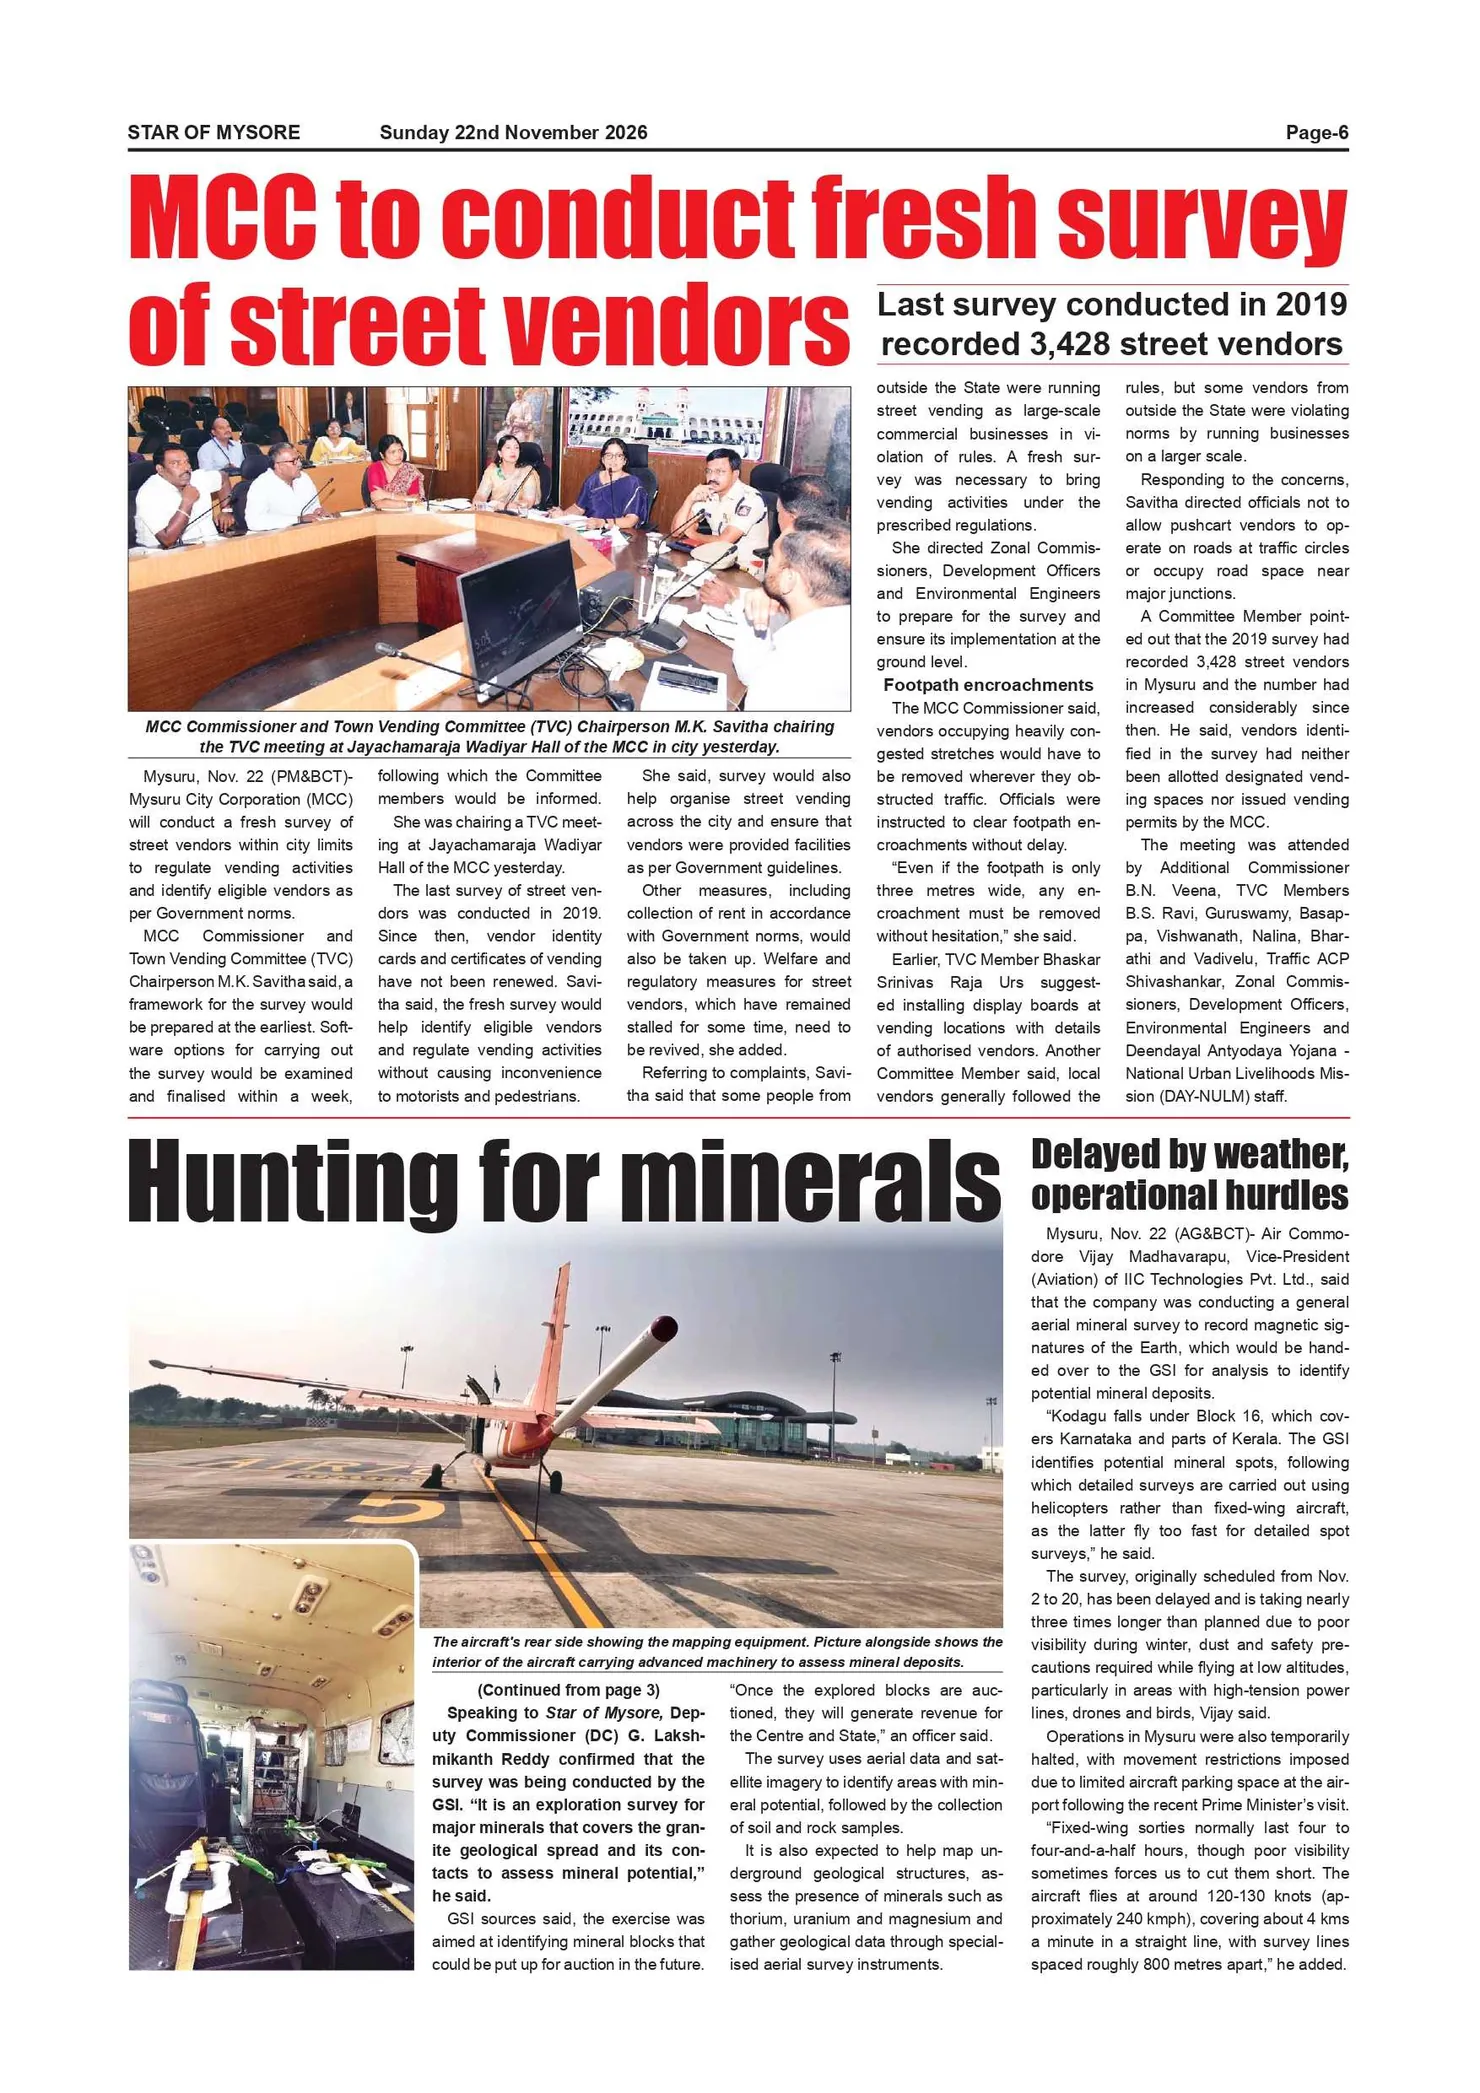 STAR OF MYSORE
Sunday 22nd November 2026
Page-6
MCC to conduct fresh survey
of street vendors
Last survey conducted in 2019
recorded 3,428 street vendors
MCC Commissioner and Town Vending Committee (TVC) Chairperson M.K. Savitha chairing
the TVC meeting at Jayachamaraja Wadiyar Hall of the MCC in city yesterday.
Mysuru, Nov. 22 (PM&BCT)-
Mysuru City Corporation (MCC)
will conduct a fresh survey of
street vendors within city limits
to regulate vending activities
and identify eligible vendors as
per Government norms.
MCC Commissioner and
Town Vending Committee (TVC)
Chairperson M.K. Savitha said, a
framework for the survey would
be prepared at the earliest. Soft-
ware options for carrying out
the survey would be examined
and finalised within a week,
following which the Committee
members would be informed.
She was chairing a TVC meet-
ing at Jayachamaraja Wadiyar
Hall of the MCC yesterday.
The last survey of street ven-
dors was conducted in 2019.
Since then, vendor identity
cards and certificates of vending
have not been renewed. Savi-
tha said, the fresh survey would
help identify eligible vendors
and regulate vending activities
without causing inconvenience
to motorists and pedestrians.
She said, survey would also
help organise street vending
across the city and ensure that
vendors were provided facilities
as per Government guidelines.
Other measures, including
collection of rent in accordance
with Government norms, would
also be taken up. Welfare and
regulatory measures for street
vendors, which have remained
stalled for some time, need to
be revived, she added.
Referring to complaints, Savi-
tha said that some people from
outside the State were running
street vending as large-scale
commercial businesses in vi-
olation of rules. A fresh sur-
vey was necessary to bring
vending activities under the
prescribed regulations.
She directed Zonal Commis-
sioners, Development Officers
and Environmental Engineers
to prepare for the survey and
ensure its implementation at the
ground level.
Footpath encroachments
The MCC Commissioner said,
vendors occupying heavily con-
gested stretches would have to
be removed wherever they ob-
structed traffic. Officials were
instructed to clear footpath en-
croachments without delay.
“Even if the footpath is only
three metres wide, any en-
croachment must be removed
without hesitation,” she said.
Earlier, TVC Member Bhaskar
Srinivas Raja Urs suggest-
ed installing display boards at
vending locations with details
of authorised vendors. Another
Committee Member said, local
vendors generally followed the
rules, but some vendors from
outside the State were violating
norms by running businesses
on a larger scale.
Responding to the concerns,
Savitha directed officials not to
allow pushcart vendors to op-
erate on roads at traffic circles
or occupy road space near
major junctions.
A Committee Member point-
ed out that the 2019 survey had
recorded 3,428 street vendors
in Mysuru and the number had
increased considerably since
then. He said, vendors identi-
fied in the survey had neither
been allotted designated vend-
ing spaces nor issued vending
permits by the MCC.
The meeting was attended
by Additional Commissioner
B.N. Veena, TVC Members
B.S. Ravi, Guruswamy, Basap-
pa, Vishwanath, Nalina, Bhar-
athi and Vadivelu, Traffic ACP
Shivashankar, Zonal Commis-
sioners, Development Officers,
Environmental Engineers and
Deendayal Antyodaya Yojana -
National Urban Livelihoods Mis-
sion (DAY-NULM) staff.
Hunting for minerals
5
The aircraft's rear side showing the mapping equipment. Picture alongside shows the
interior of the aircraft carrying advanced machinery to assess mineral deposits.
(Continued from page 3)
Speaking to Star of Mysore, Dep-
uty Commissioner (DC) G. Laksh-
mikanth Reddy confirmed that the
survey was being conducted by the
GSI. “It is an exploration survey for
major minerals that covers the gran-
ite geological spread and its con-
tacts to assess mineral potential,”
he said.
GSI sources said, the exercise was
aimed at identifying mineral blocks that
could be put up for auction in the future.
“Once the explored blocks are auc-
tioned, they will generate revenue for
the Centre and State,” an officer said.
The survey uses aerial data and sat-
ellite imagery to identify areas with min-
eral potential, followed by the collection
of soil and rock samples.
It is also expected to help map un-
derground geological structures, as-
sess the presence of minerals such as
thorium, uranium and magnesium and
gather geological data through special-
ised aerial survey instruments.
Delayed by weather,
operational hurdles
Mysuru, Nov. 22 (AG&BCT)- Air Commo-
dore Vijay Madhavarapu, Vice-President
(Aviation) of IIC Technologies Pvt. Ltd., said
that the company was conducting a general
aerial mineral survey to record magnetic sig-
natures of the Earth, which would be hand-
ed over to the GSI for analysis to identify
potential mineral deposits.
“Kodagu falls under Block 16, which cov-
ers Karnataka and parts of Kerala. The GSI
identifies potential mineral spots, following
which detailed surveys are carried out using
helicopters rather than fixed-wing aircraft,
as the latter fly too fast for detailed spot
surveys,” he said.
The survey, originally scheduled from Nov.
2 to 20, has been delayed and is taking nearly
three times longer than planned due to poor
visibility during winter, dust and safety pre-
cautions required while flying at low altitudes,
particularly in areas with high-tension power
lines, drones and birds, Vijay said.
Operations in Mysuru were also temporarily
halted, with movement restrictions imposed
due to limited aircraft parking space at the air-
port following the recent Prime Minister’s visit.
“Fixed-wing sorties normally last four to
four-and-a-half hours, though poor visibility
sometimes forces us to cut them short. The
aircraft flies at around 120-130 knots (ap-
proximately 240 kmph), covering about 4 kms
a minute in a straight line, with survey lines
spaced roughly 800 metres apart,” he added.